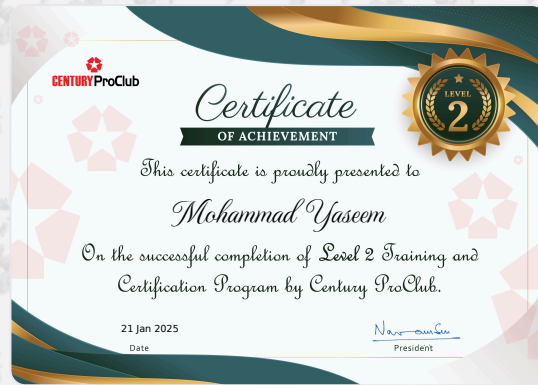 CENTURY ProClub
LEVEL
2
Certificate
OF ACHIEVEMENT
This certificate is proudly presented to
Mohammad Yaseem
On the successful completion of Level 2 Training and
Certification Program by Century ProClub.
21 Jan 2025
Date
President